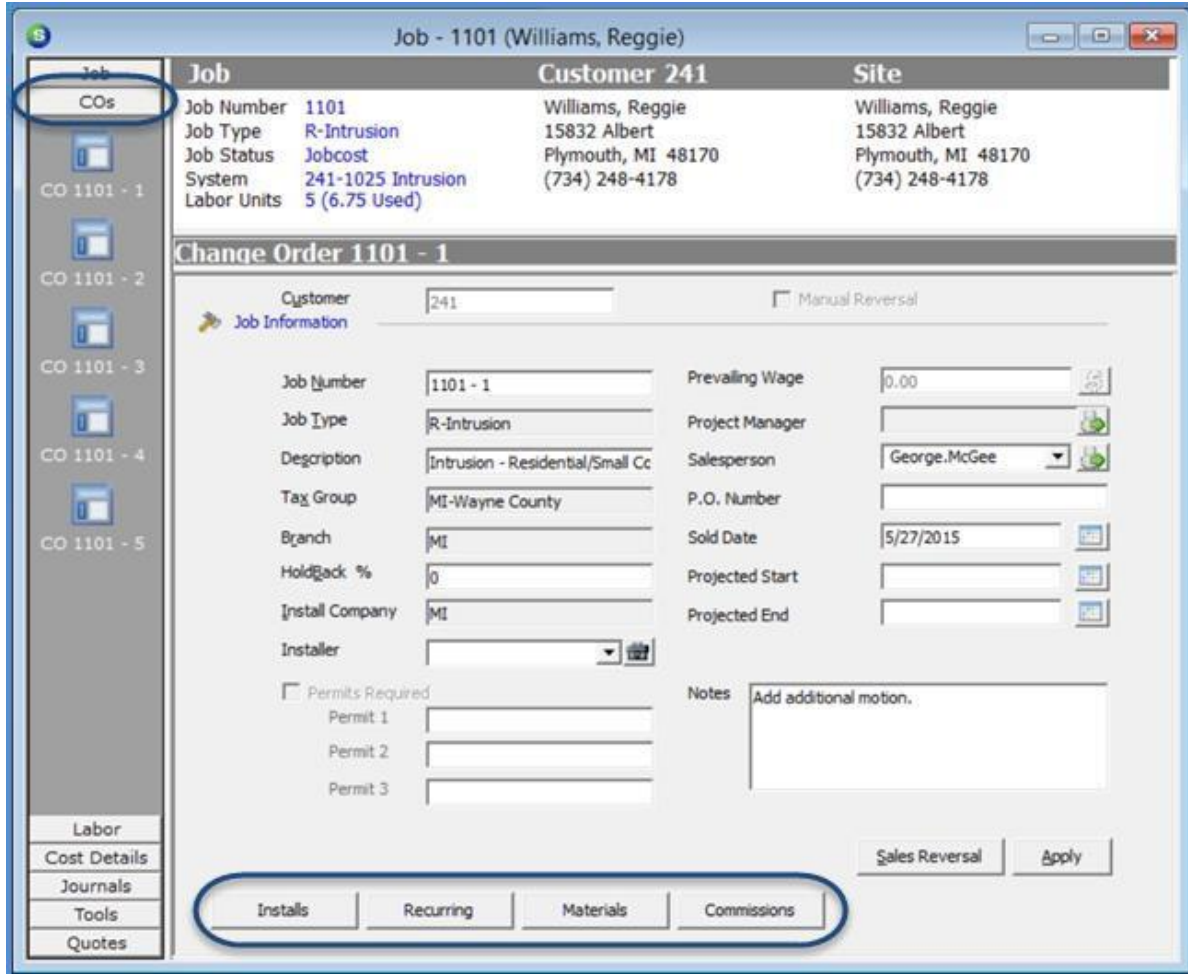 S
Job - 1101 (Williams, Reggie)
Job
COs
CO 1101 - 1
CO 1101 - 2
CO 1101 - 3
CO 1101 - 4
CO 1101 - 5
Labor
Cost Details
Journals
Tools
Quotes
Job Customer 241 Site
Job Number 1101 Williams, Reggie Williams, Reggie
Job Type R-Intrusion 15832 Albert 15832 Albert
Job Status Jobcost Plymouth, MI 48170 Plymouth, MI 48170
System 241-1025 Intrusion (734) 248-4178 (734) 248-4178
Labor Units 5 (6.75 Used)
Change Order 1101 - 1
Customer 241 Manual Reversal
Job Information
Job Number 1101 - 1 Prevailing Wage 0.00
Job Type R-Intrusion Project Manager
Description Intrusion - Residential/Small Cc Salesperson George.McGee
Tax Group MI-Wayne County P.O. Number
Branch MI Sold Date 5/27/2015
HoldBack % 0 Projected Start
Install Company MI Projected End
Installer
Permits Required Notes Add additional motion.
Permit 1
Permit 2
Permit 3
Sales Reversal Apply
Installs Recurring Materials Commissions